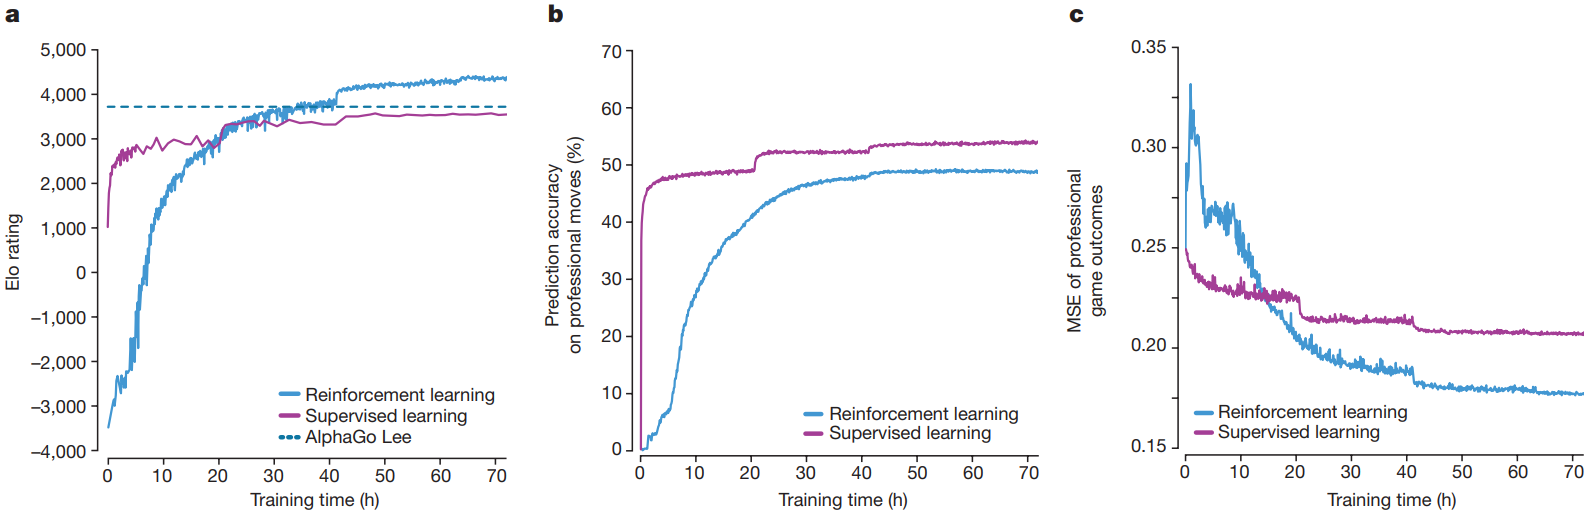 a
5,000
4,000
3,000
2,000
1,000
0
–1,000
–2,000
–3,000
–4,000
Elo rating
0 10 20 30 40 50 60 70
Training time (h)
Reinforcement learning
Supervised learning
AlphaGo Lee
b
70
60
50
40
30
20
10
0
Prediction accuracy
on professional moves (%)
0 10 20 30 40 50 60 70
Training time (h)
Reinforcement learning
Supervised learning
c
0.35
0.30
0.25
0.20
0.15
MSE of professional
game outcomes
0 10 20 30 40 50 60 70
Training time (h)
Reinforcement learning
Supervised learning